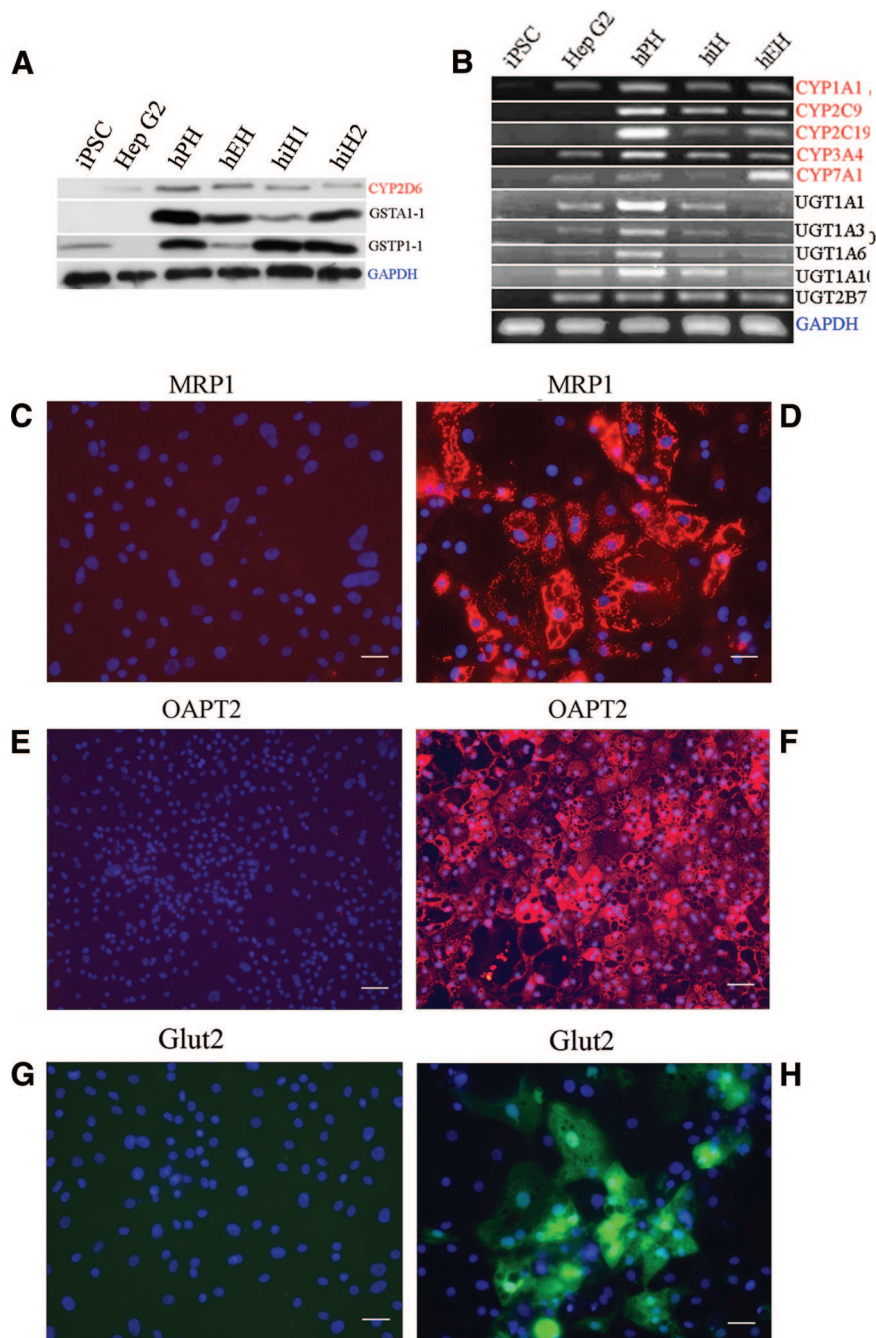 A
iPSC
Hep G2
hPH
hEH
hiH1
hiH2
CYP2D6
GSTA1-1
GSTP1-1
GAPDH
B
iPSC
Hep G2
hPH
hiH
hEH
CYP1A1
CYP2C9
CYP2C19
CYP3A4
CYP7A1
UGT1A1
UGT1A3
UGT1A6
UGT1A10
UGT2B7
GAPDH
MRP1
MRP1
C
D
OAPT2
OAPT2
E
F
Glut2
Glut2
G
H